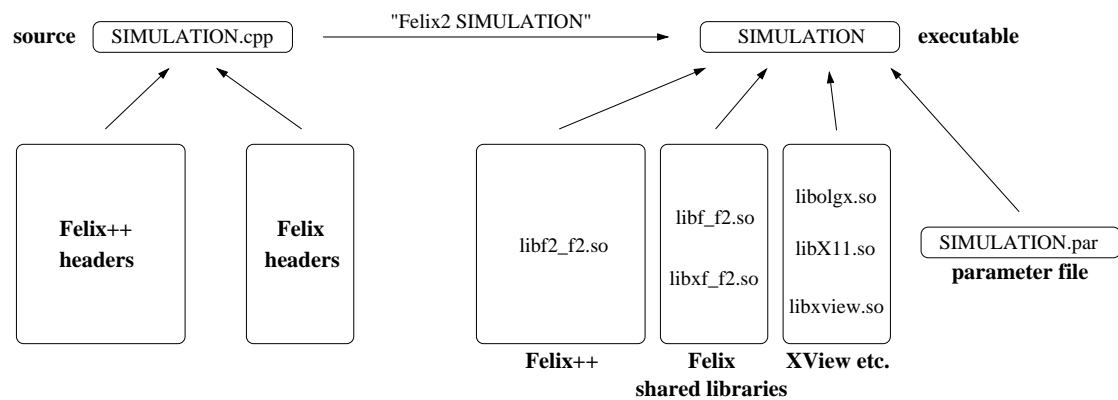 "Felix2 SIMULATION"
source SIMULATION.cpp SIMULATION executable
Felix++
headers
Felix
headers
libf2_f2.so
libf_f2.so
libxf_f2.so
libolgx.so
libX11.so
libxview.so
SIMULATION.par
parameter file
Felix++ Felix XView etc.
shared libraries